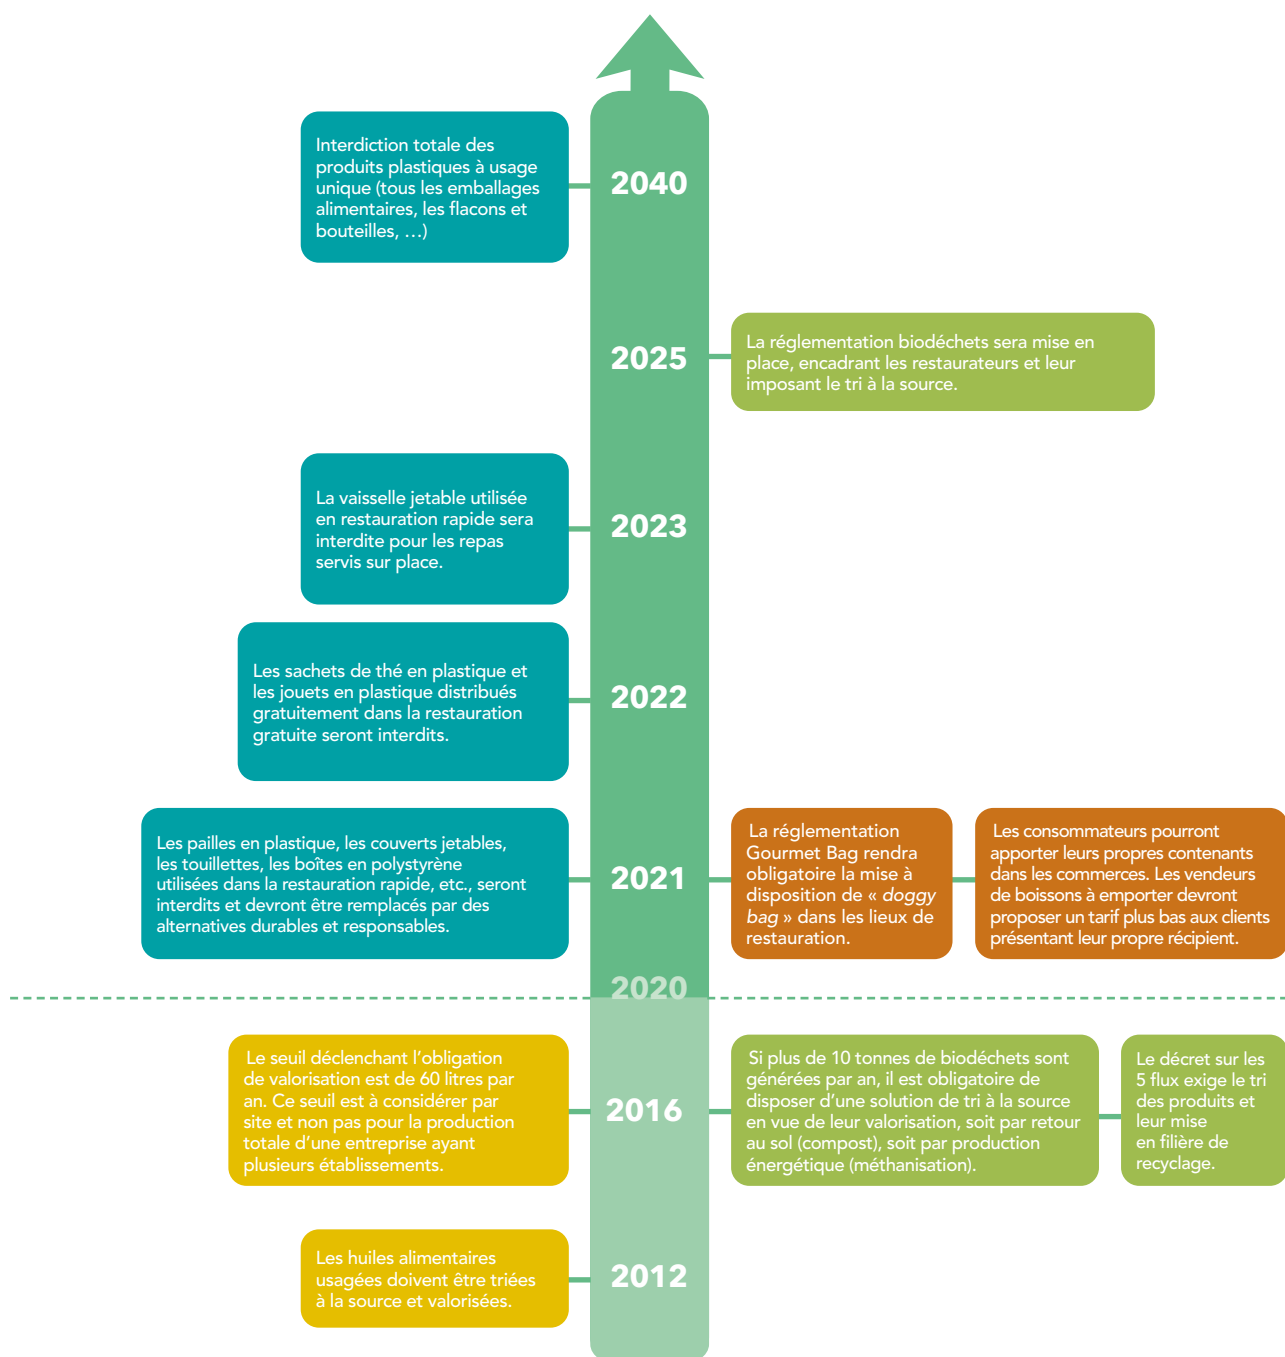 Interdiction totale des
produits plastiques à usage
unique (tous les emballages
alimentaires, les flacons et
bouteilles, …)
2040
2025
La réglementation biodéchets sera mise en
place, encadrant les restaurateurs et leur
imposant le tri à la source.
La vaisselle jetable utilisée
en restauration rapide sera
interdite pour les repas
servis sur place.
2023
Les sachets de thé en plastique et
les jouets en plastique distribués
gratuitement dans la restauration
gratuite seront interdits.
2022
Les pailles en plastique, les couverts jetables,
les touillettes, les boîtes en polystyrène
utilisées dans la restauration rapide, etc., seront
interdits et devront être remplacés par des
alternatives durables et responsables.
2021
La réglementation
Gourmet Bag rendra
obligatoire la mise à
disposition de « doggy
bag » dans les lieux de
restauration.
Les consommateurs pourront
apporter leurs propres contenants
dans les commerces. Les vendeurs
de boissons à emporter devront
proposer un tarif plus bas aux clients
présentant leur propre récipient.
2020
Le seuil déclenchant l’obligation
de valorisation est de 60 litres par
an. Ce seuil est à considérer par
site et non pas pour la production
totale d’une entreprise ayant
plusieurs établissements.
2016
Si plus de 10 tonnes de biodéchets sont
générées par an, il est obligatoire de
disposer d’une solution de tri à la source
en vue de leur valorisation, soit par retour
au sol (compost), soit par production
énergétique (méthanisation).
Le décret sur les
5 flux exige le tri
des produits et
leur mise
en filière de
recyclage.
Les huiles alimentaires
usagées doivent être triées
à la source et valorisées.
2012